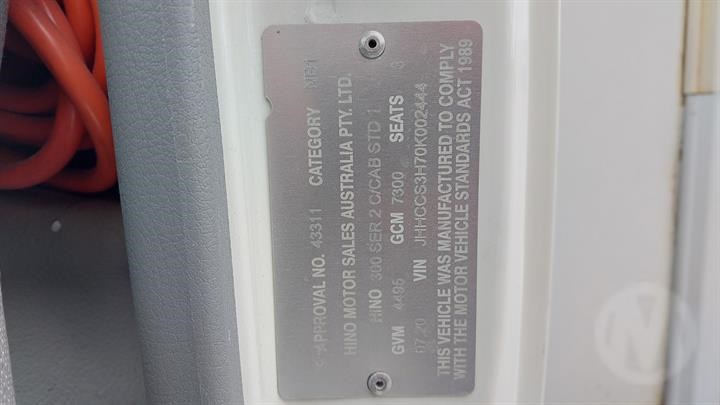 APPROVAL NO. 43311 CATEGORY NB1
HINO MOTOR SALES AUSTRALIA PTY. LTD.
HINO 300 SER 2 C/CAB STD 1
GVM 4495 GCM 7300 SEATS 3
07 20 VIN JHHCCS3H70K002444
THIS VEHICLE WAS MANUFACTURED TO COMPLY
WITH THE MOTOR VEHICLE STANDARDS ACT 1989
M